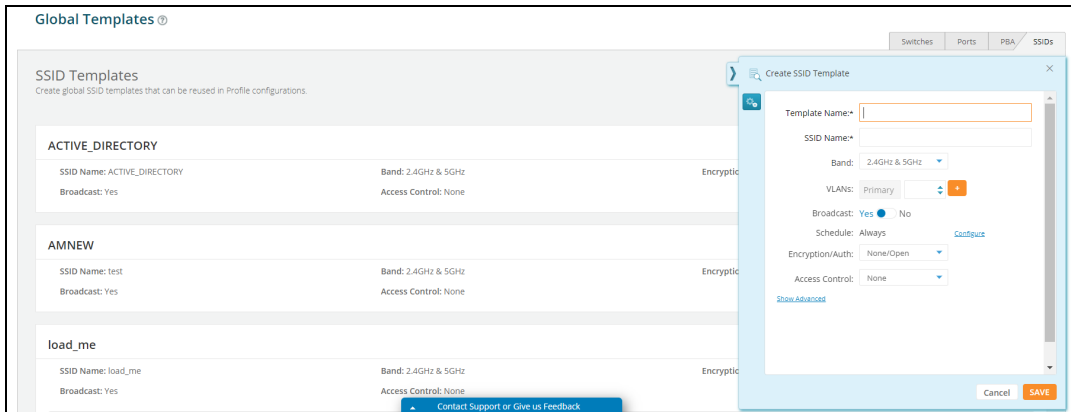 Global Templates ?
Switches Ports PBA SSIDs
SSID Templates
Create global SSID templates that can be reused in Profile configurations.
ACTIVE_DIRECTORY
SSID Name: ACTIVE_DIRECTORY Band: 2.4GHz & 5GHz Encryptio
Broadcast: Yes Access Control: None
AMNEW
SSID Name: test Band: 2.4GHz & 5GHz Encryptio
Broadcast: Yes Access Control: None
load_me
SSID Name: load_me Band: 2.4GHz & 5GHz Encryptio
Broadcast: Yes Access Control: None
Contact Support or Give us Feedback
Create SSID Template
Template Name:*
SSID Name:*
Band: 2.4GHz & 5GHz
VLANs: Primary +
Broadcast: Yes No
Schedule: Always Configure
Encryption/Auth: None/Open
Access Control: None
Show Advanced
Cancel SAVE